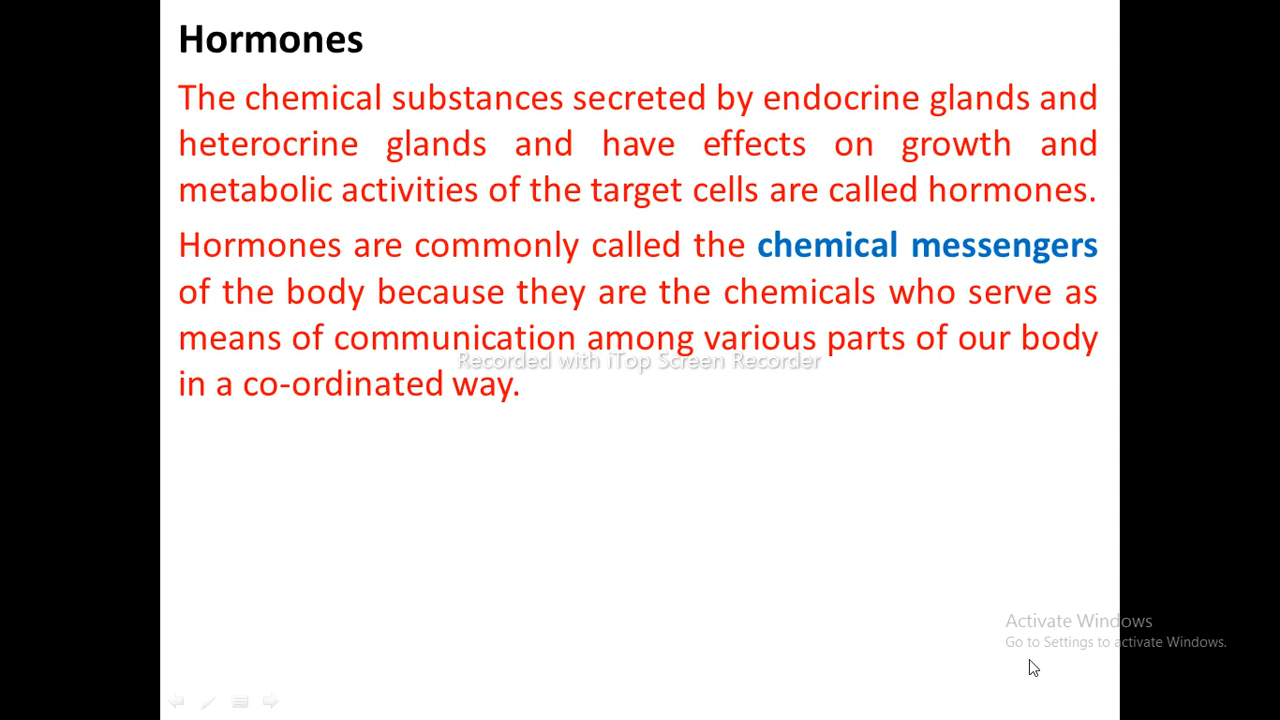 Hormones
The chemical substances secreted by endocrine glands and
heterocrine glands and have effects on growth and
metabolic activities of the target cells are called hormones.
Hormones are commonly called the chemical messengers
of the body because they are the chemicals who serve as
means of communication among various parts of our body
Recorded with iTop Screen Recorder
in a co-ordinated way.
Activate Windows
Go to Settings to activate Windows.